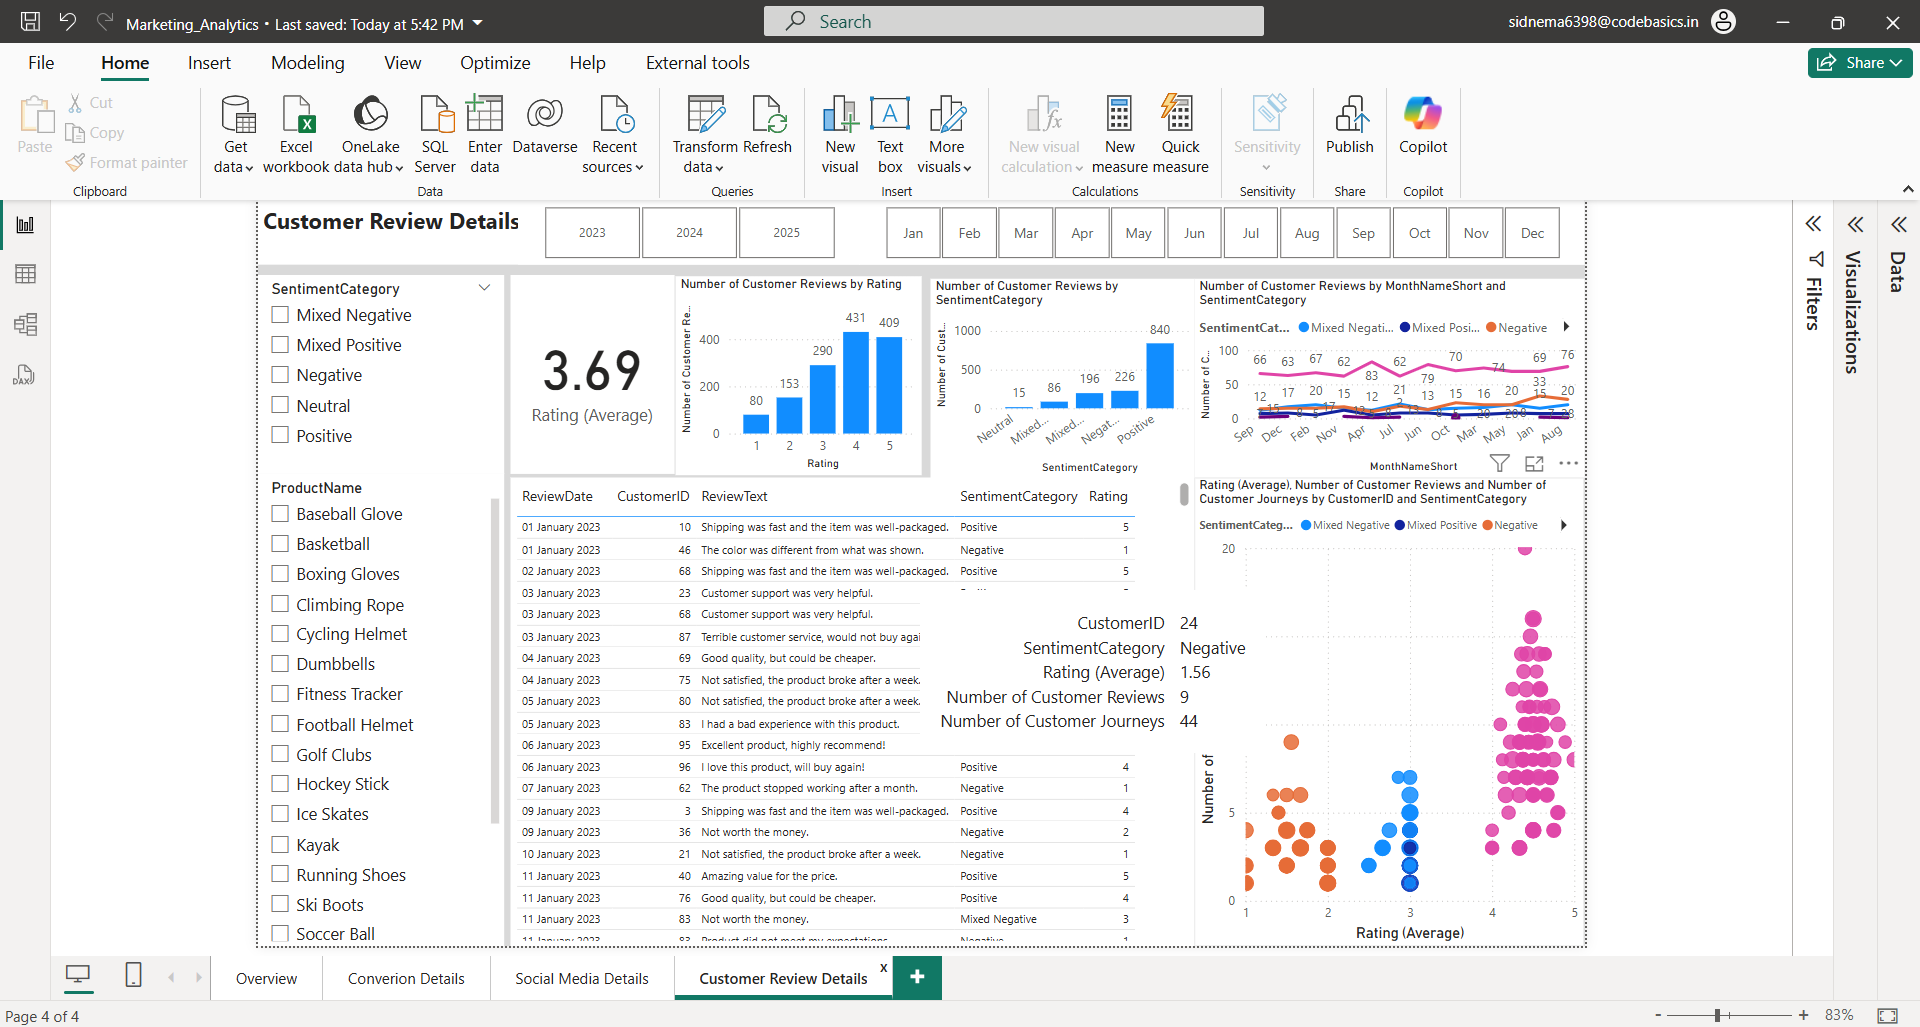 Marketing_Analytics • Last saved: Today at 5:42 PM
Search
sidnema6398@codebasics.in
File Home Insert Modeling View Optimize Help External tools
Share
Paste
Cut
Copy
Format painter
Clipboard
Get data
Excel workbook
OneLake data hub
SQL Server
Enter data
Dataverse
Recent sources
Data
Transform data
Refresh
Queries
New visual
Text box
More visuals
Insert
New visual calculation
New measure
Quick measure
Calculations
Sensitivity
Sensitivity
Publish
Share
Copilot
Copilot
DAX
Customer Review Details
2023 2024 2025
Jan Feb Mar Apr May Jun Jul Aug Sep Oct Nov Dec
SentimentCategory
Mixed Negative
Mixed Positive
Negative
Neutral
Positive
ProductName
Baseball Glove
Basketball
Boxing Gloves
Climbing Rope
Cycling Helmet
Dumbbells
Fitness Tracker
Football Helmet
Golf Clubs
Hockey Stick
Ice Skates
Kayak
Running Shoes
Ski Boots
Soccer Ball
3.69
Rating (Average)
Number of Customer Reviews by Rating
Number of Customer Re...
400
200
0
80 153 290 431 409
1 2 3 4 5
Rating
Number of Customer Reviews by
SentimentCategory
Number of Cust...
1000
500
0
15 86 196 226 840
Neutral Mixed... Mixed... Negat... Positive
SentimentCategory
Number of Customer Reviews by MonthNameShort and
SentimentCategory
SentimentCat... Mixed Negati... Mixed Posi... Negative
Number of C...
100
50
0
66 63 67 62 83 62 79 70 74 69 76
12 17 20 15 21 13 15 16 20 33 15 20
Sep Dec Feb Nov Apr Jul Jun Oct Mar May Jan Aug
MonthNameShort
ReviewDate CustomerID ReviewText SentimentCategory Rating
01 January 2023 10 Shipping was fast and the item was well-packaged. Positive 5
01 January 2023 46 The color was different from what was shown. Negative 1
02 January 2023 68 Shipping was fast and the item was well-packaged. Positive 5
03 January 2023 23 Customer support was very helpful.
03 January 2023 68 Customer support was very helpful.
03 January 2023 87 Terrible customer service, would not buy agai
04 January 2023 69 Good quality, but could be cheaper.
04 January 2023 75 Not satisfied, the product broke after a week.
05 January 2023 80 Not satisfied, the product broke after a week.
05 January 2023 83 I had a bad experience with this product.
06 January 2023 95 Excellent product, highly recommend!
06 January 2023 96 I love this product, will buy again! Positive 4
07 January 2023 62 The product stopped working after a month. Negative 1
09 January 2023 3 Shipping was fast and the item was well-packaged. Positive 4
09 January 2023 36 Not worth the money. Negative 2
10 January 2023 21 Not satisfied, the product broke after a week. Negative 1
11 January 2023 40 Amazing value for the price. Positive 5
11 January 2023 76 Good quality, but could be cheaper. Positive 4
11 January 2023 83 Not worth the money. Mixed Negative 3
CustomerID 24
SentimentCategory Negative
Rating (Average) 1.56
Number of Customer Reviews 9
Number of Customer Journeys 44
Rating (Average), Number of Customer Reviews and Number of
Customer Journeys by CustomerID and SentimentCategory
SentimentCateg... Mixed Negative Mixed Positive Negative
20
5
0
Number of
1 2 3 4 5
Rating (Average)
Filters
Visualizations
Data
Overview
Converion Details
Social Media Details
Customer Review Details
x
+
Page 4 of 4
- + 83%